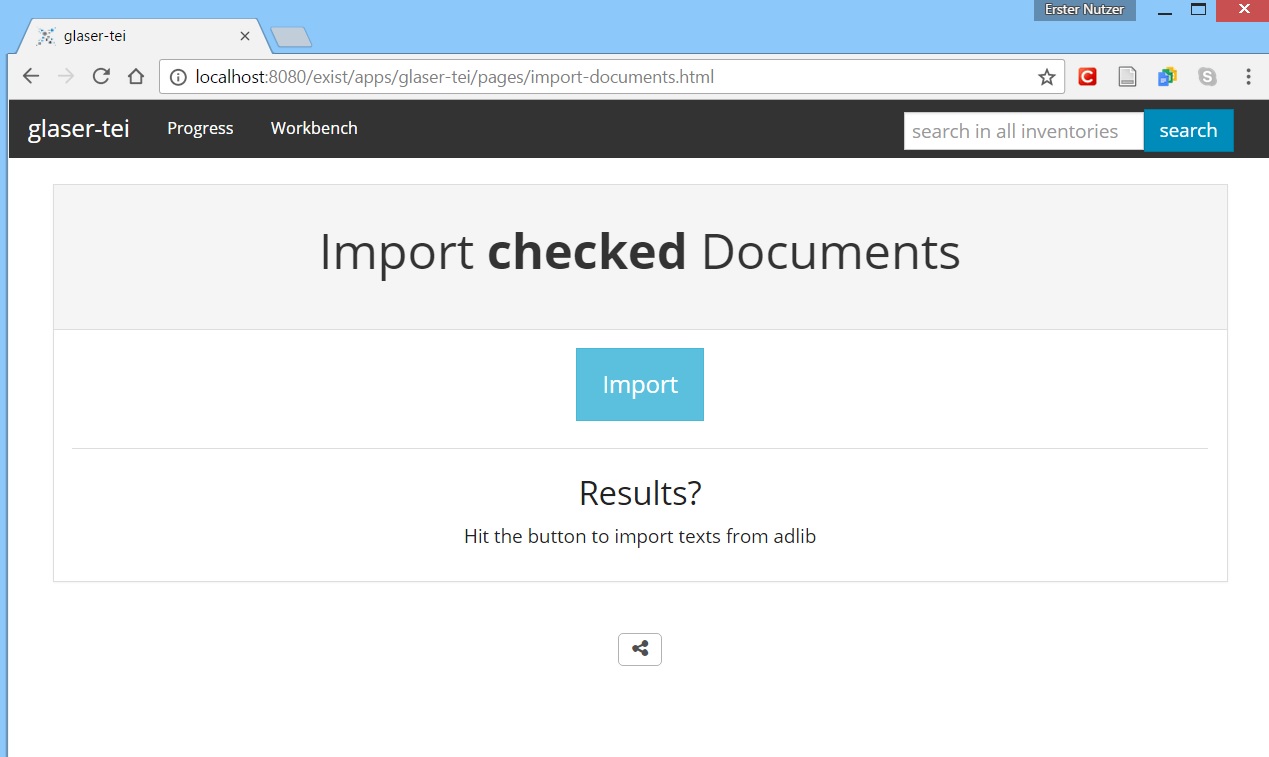 Erster Nutzer
glaser-tei
localhost:8080/exist/apps/glaser-tei/pages/import-documents.html
glaser-tei Progress Workbench search in all inventories search
Import checked Documents
Import
Results?
Hit the button to import texts from adlib